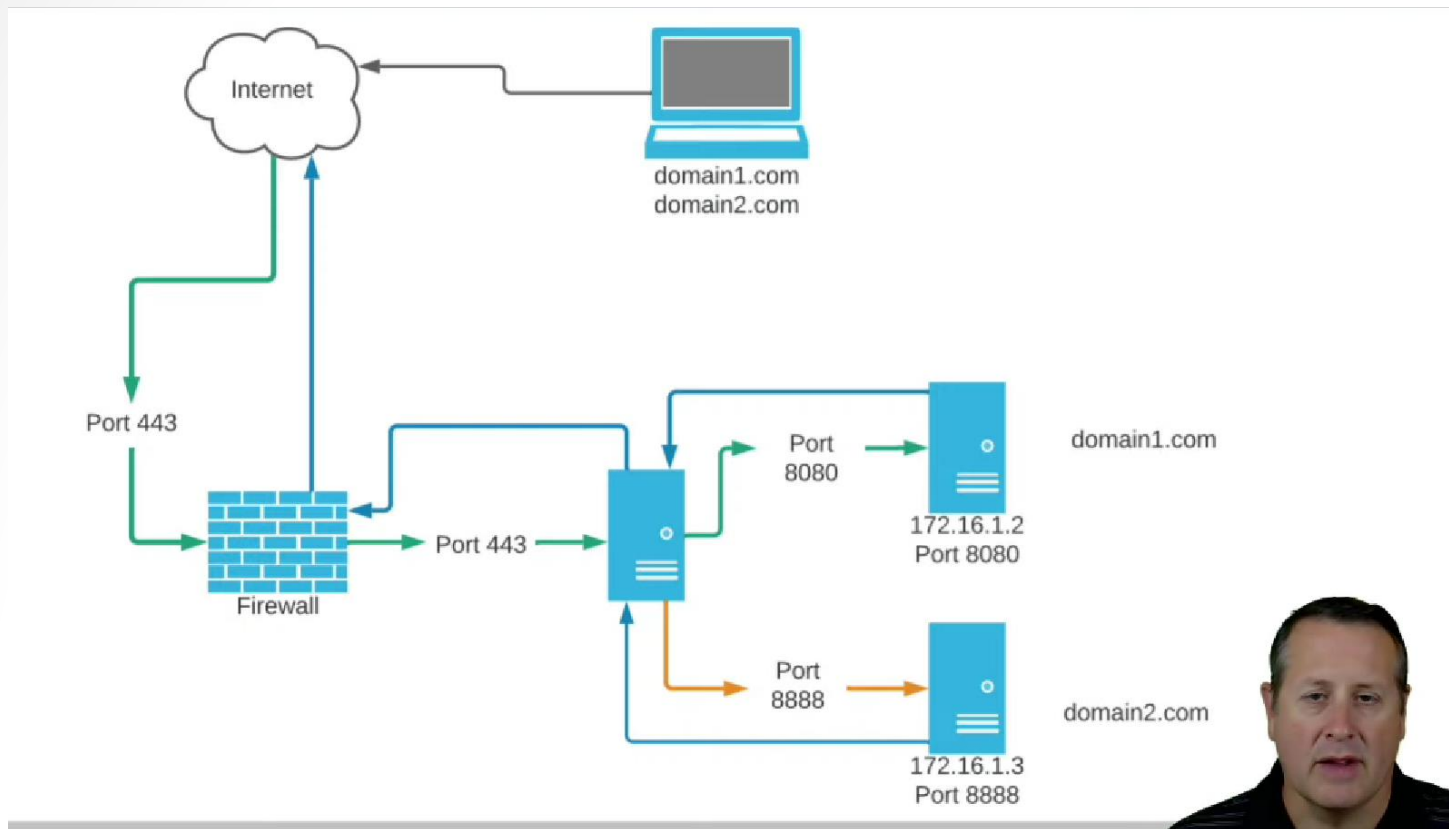 Internet
domain1.com
domain2.com
Port 443
Firewall
Port 443
Port
8080
172.16.1.2
Port 8080
domain1.com
Port
8888
172.16.1.3
Port 8888
domain2.com